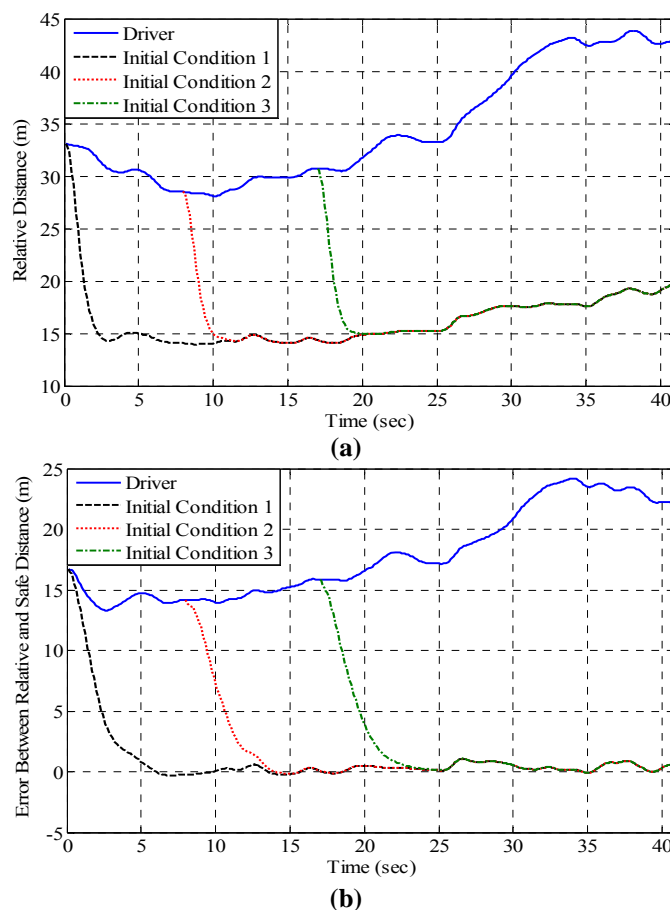 45
40
35
30
25
20
15
10
Relative Distance (m)
Driver
Initial Condition 1
Initial Condition 2
Initial Condition 3
0 5 10 15 20 25 30 35 40
Time (sec)
(a)
25
20
15
10
5
0
-5
Error Between Relative and Safe Distance (m)
Driver
Initial Condition 1
Initial Condition 2
Initial Condition 3
0 5 10 15 20 25 30 35 40
Time (sec)
(b)